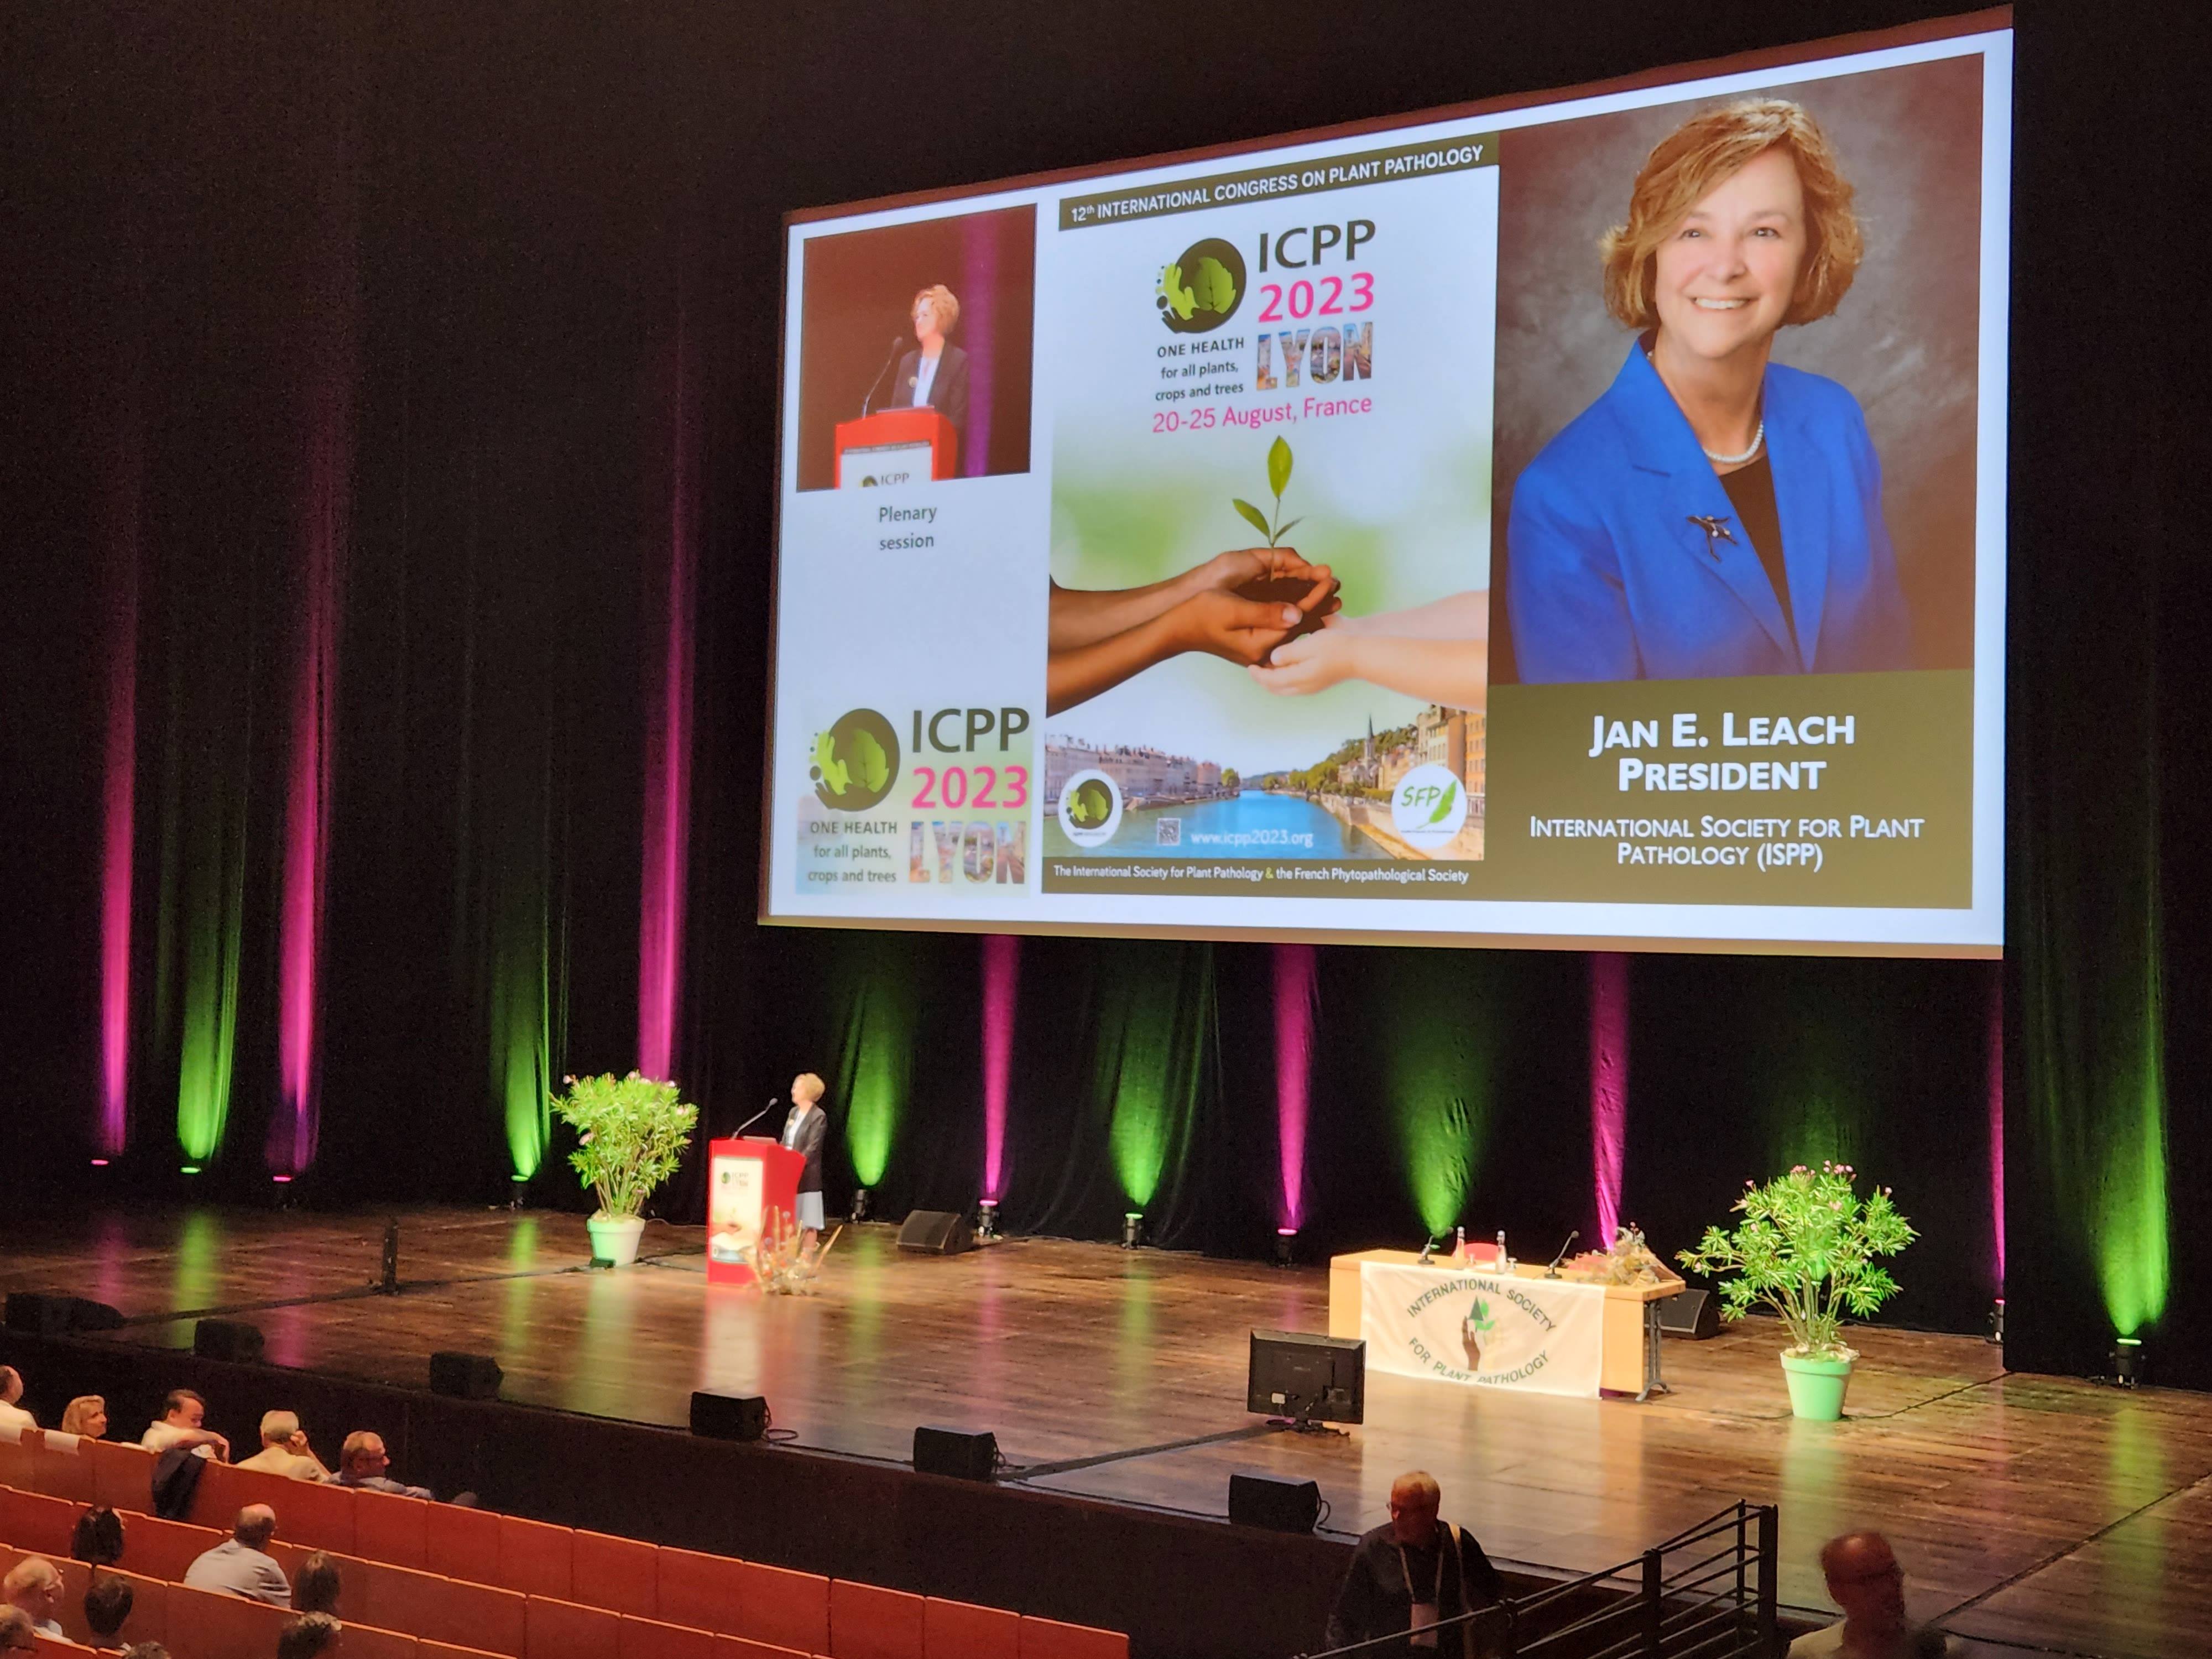 12th INTERNATIONAL CONGRESS ON PLANT PATHOLOGY
ICPP
2023
LYON
ONE HEALTH
for all plants,
crops and trees
20-25 August, France
ICPP
Plenary
session
ICPP
2023
LYON
ONE HEALTH
for all plants,
crops and trees
SFP
www.icpp2023.org
The International Society for Plant Pathology & the French Phytopathological Society
JAN E. LEACH
PRESIDENT
INTERNATIONAL SOCIETY FOR PLANT
PATHOLOGY (ISPP)
INTERNATIONAL SOCIETY
FOR PLANT PATHOLOGY